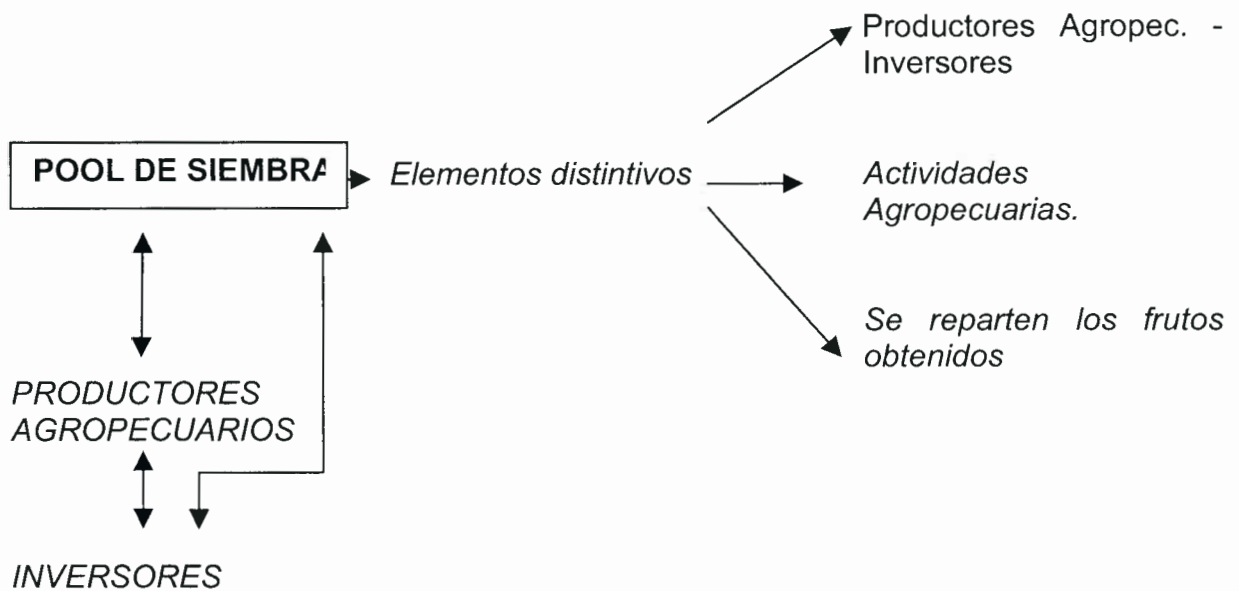 Productores Agropec. -
Inversores
POOL DE SIEMBRA
Elementos distintivos
Actividades
Agropecuarias.
Se reparten los frutos
obtenidos
PRODUCTORES
AGROPECUARIOS
INVERSORES